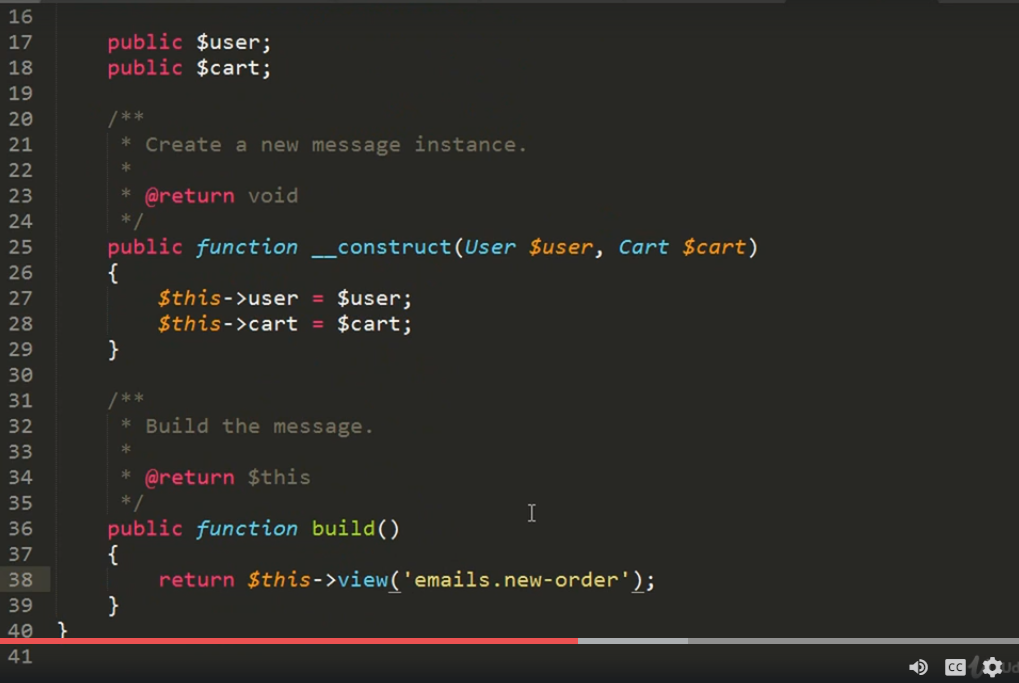 16
17 public $user;
18 public $cart;
19
20 /**
21 * Create a new message instance.
22 *
23 * @return void
24 */
25 public function __construct(User $user, Cart $cart)
26 {
27 $this->user = $user;
28 $this->cart = $cart;
29 }
30
31 /**
32 * Build the message.
33 *
34 * @return $this
35 */
36 public function build()
37 {
38 return $this->view('emails.new-order');
39 }
40 }
41
CC